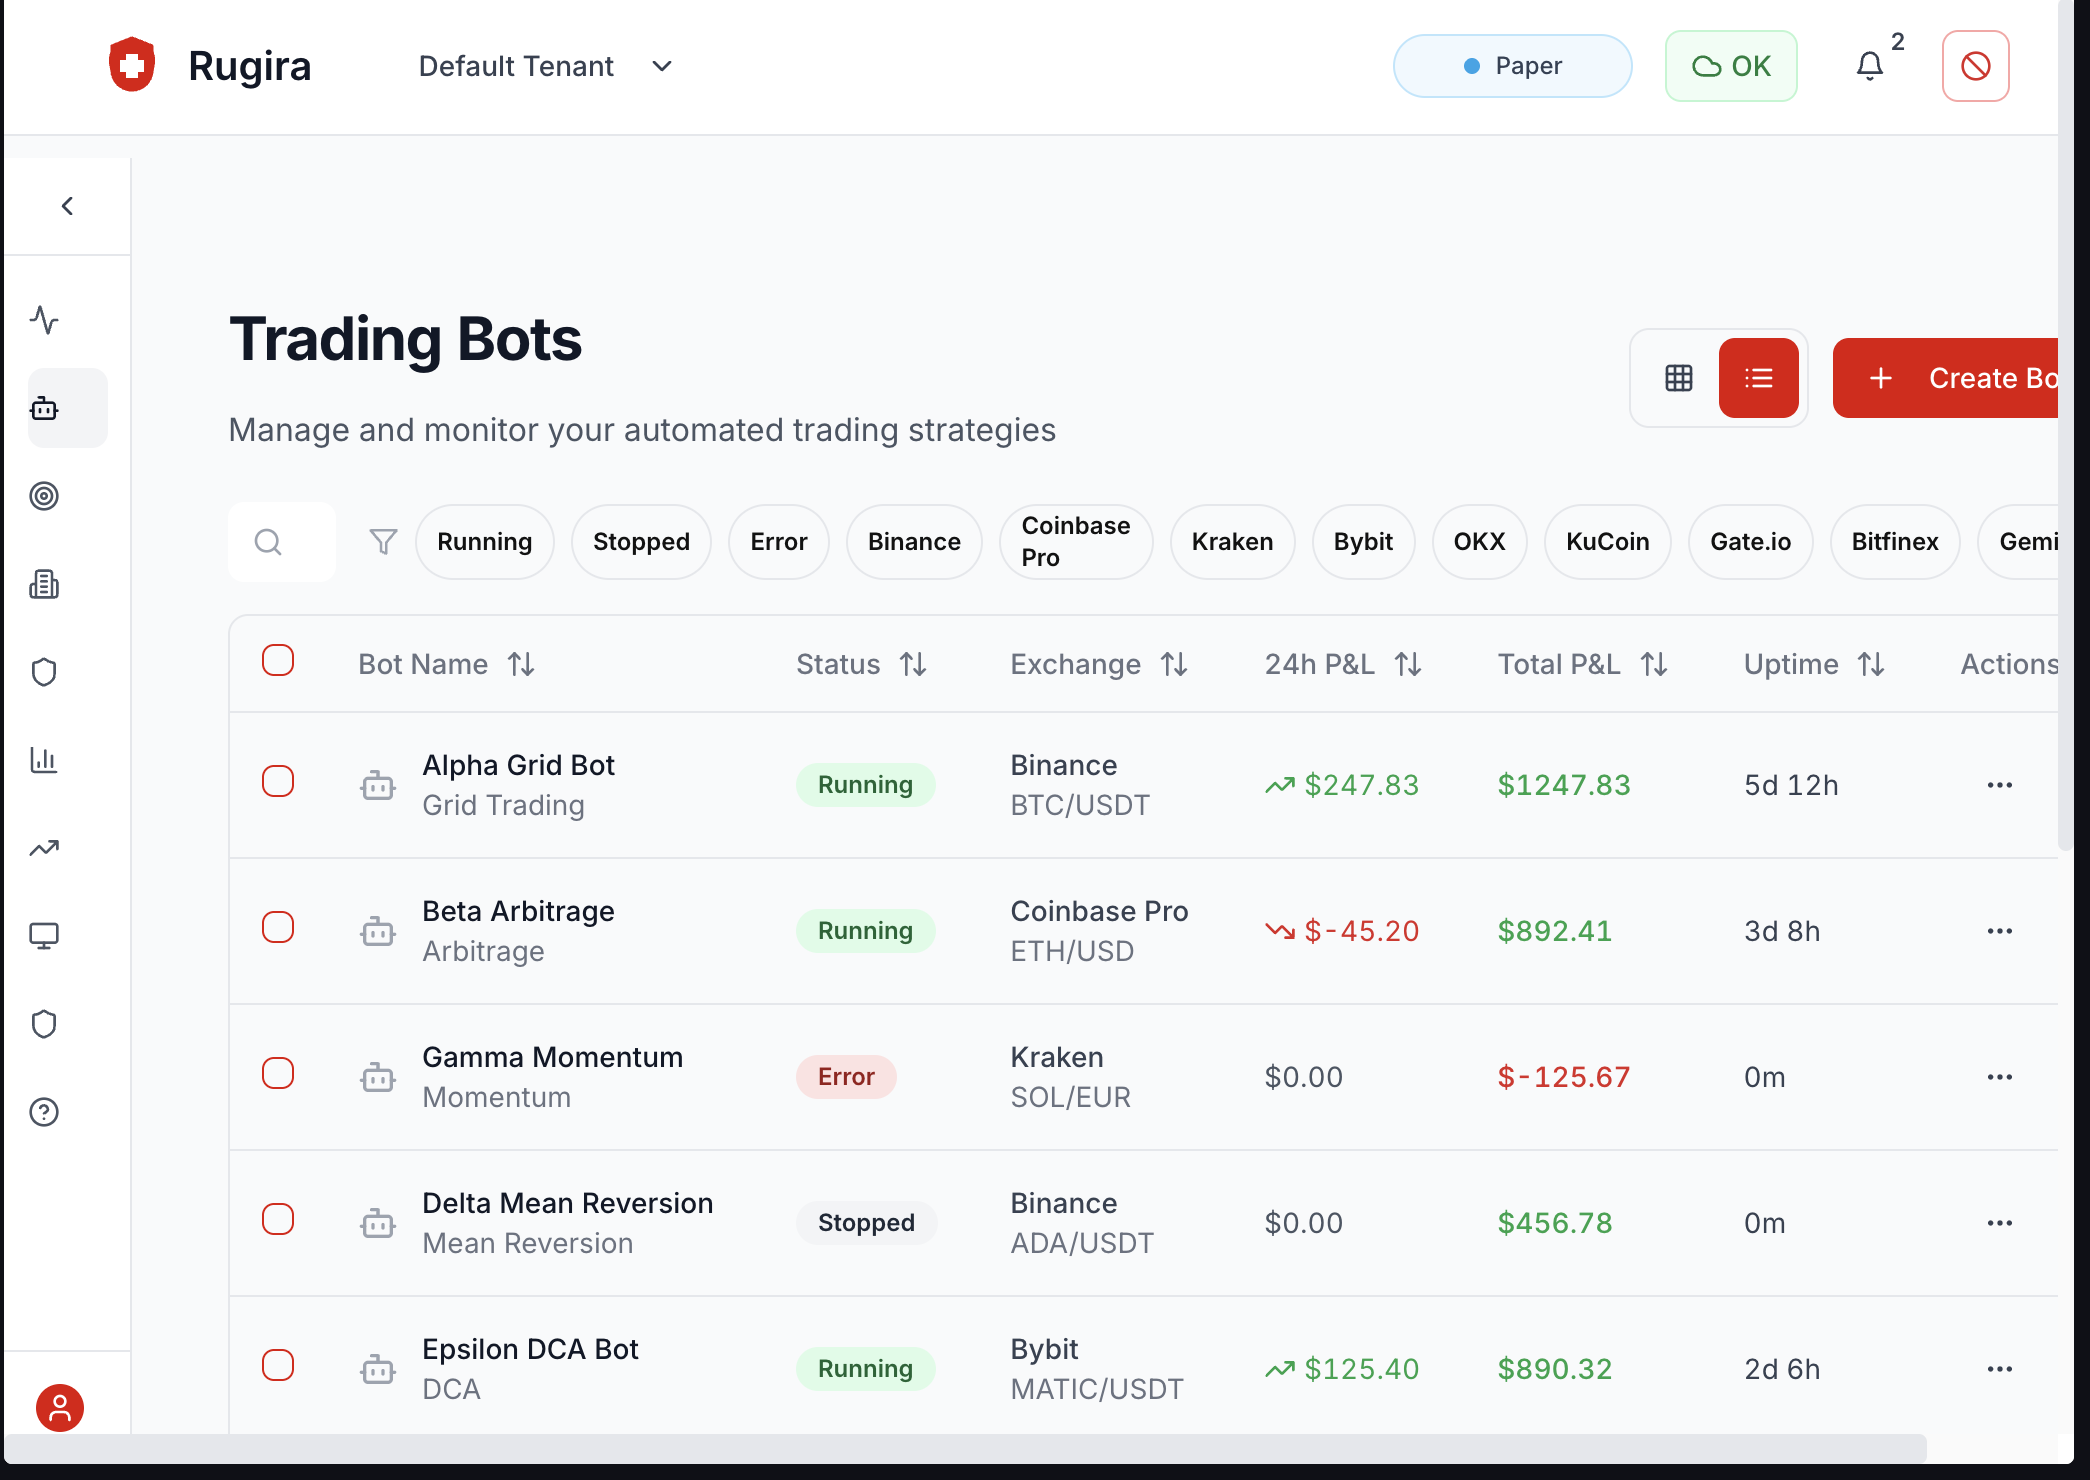 Rugira
Default Tenant
Paper
OK
2
Trading Bots
Manage and monitor your automated trading strategies
Create Bo
Running
Stopped
Error
Binance
Coinbase
Pro
Kraken
Bybit
OKX
KuCoin
Gate.io
Bitfinex
Gemi
Bot Name
Status
Exchange
24h P&L
Total P&L
Uptime
Actions
Alpha Grid Bot
Grid Trading
Running
Binance
BTC/USDT
$247.83
$1247.83
5d 12h
Beta Arbitrage
Arbitrage
Running
Coinbase Pro
ETH/USD
$-45.20
$892.41
3d 8h
Gamma Momentum
Momentum
Error
Kraken
SOL/EUR
$0.00
$-125.67
0m
Delta Mean Reversion
Mean Reversion
Stopped
Binance
ADA/USDT
$0.00
$456.78
0m
Epsilon DCA Bot
DCA
Running
Bybit
MATIC/USDT
$125.40
$890.32
2d 6h